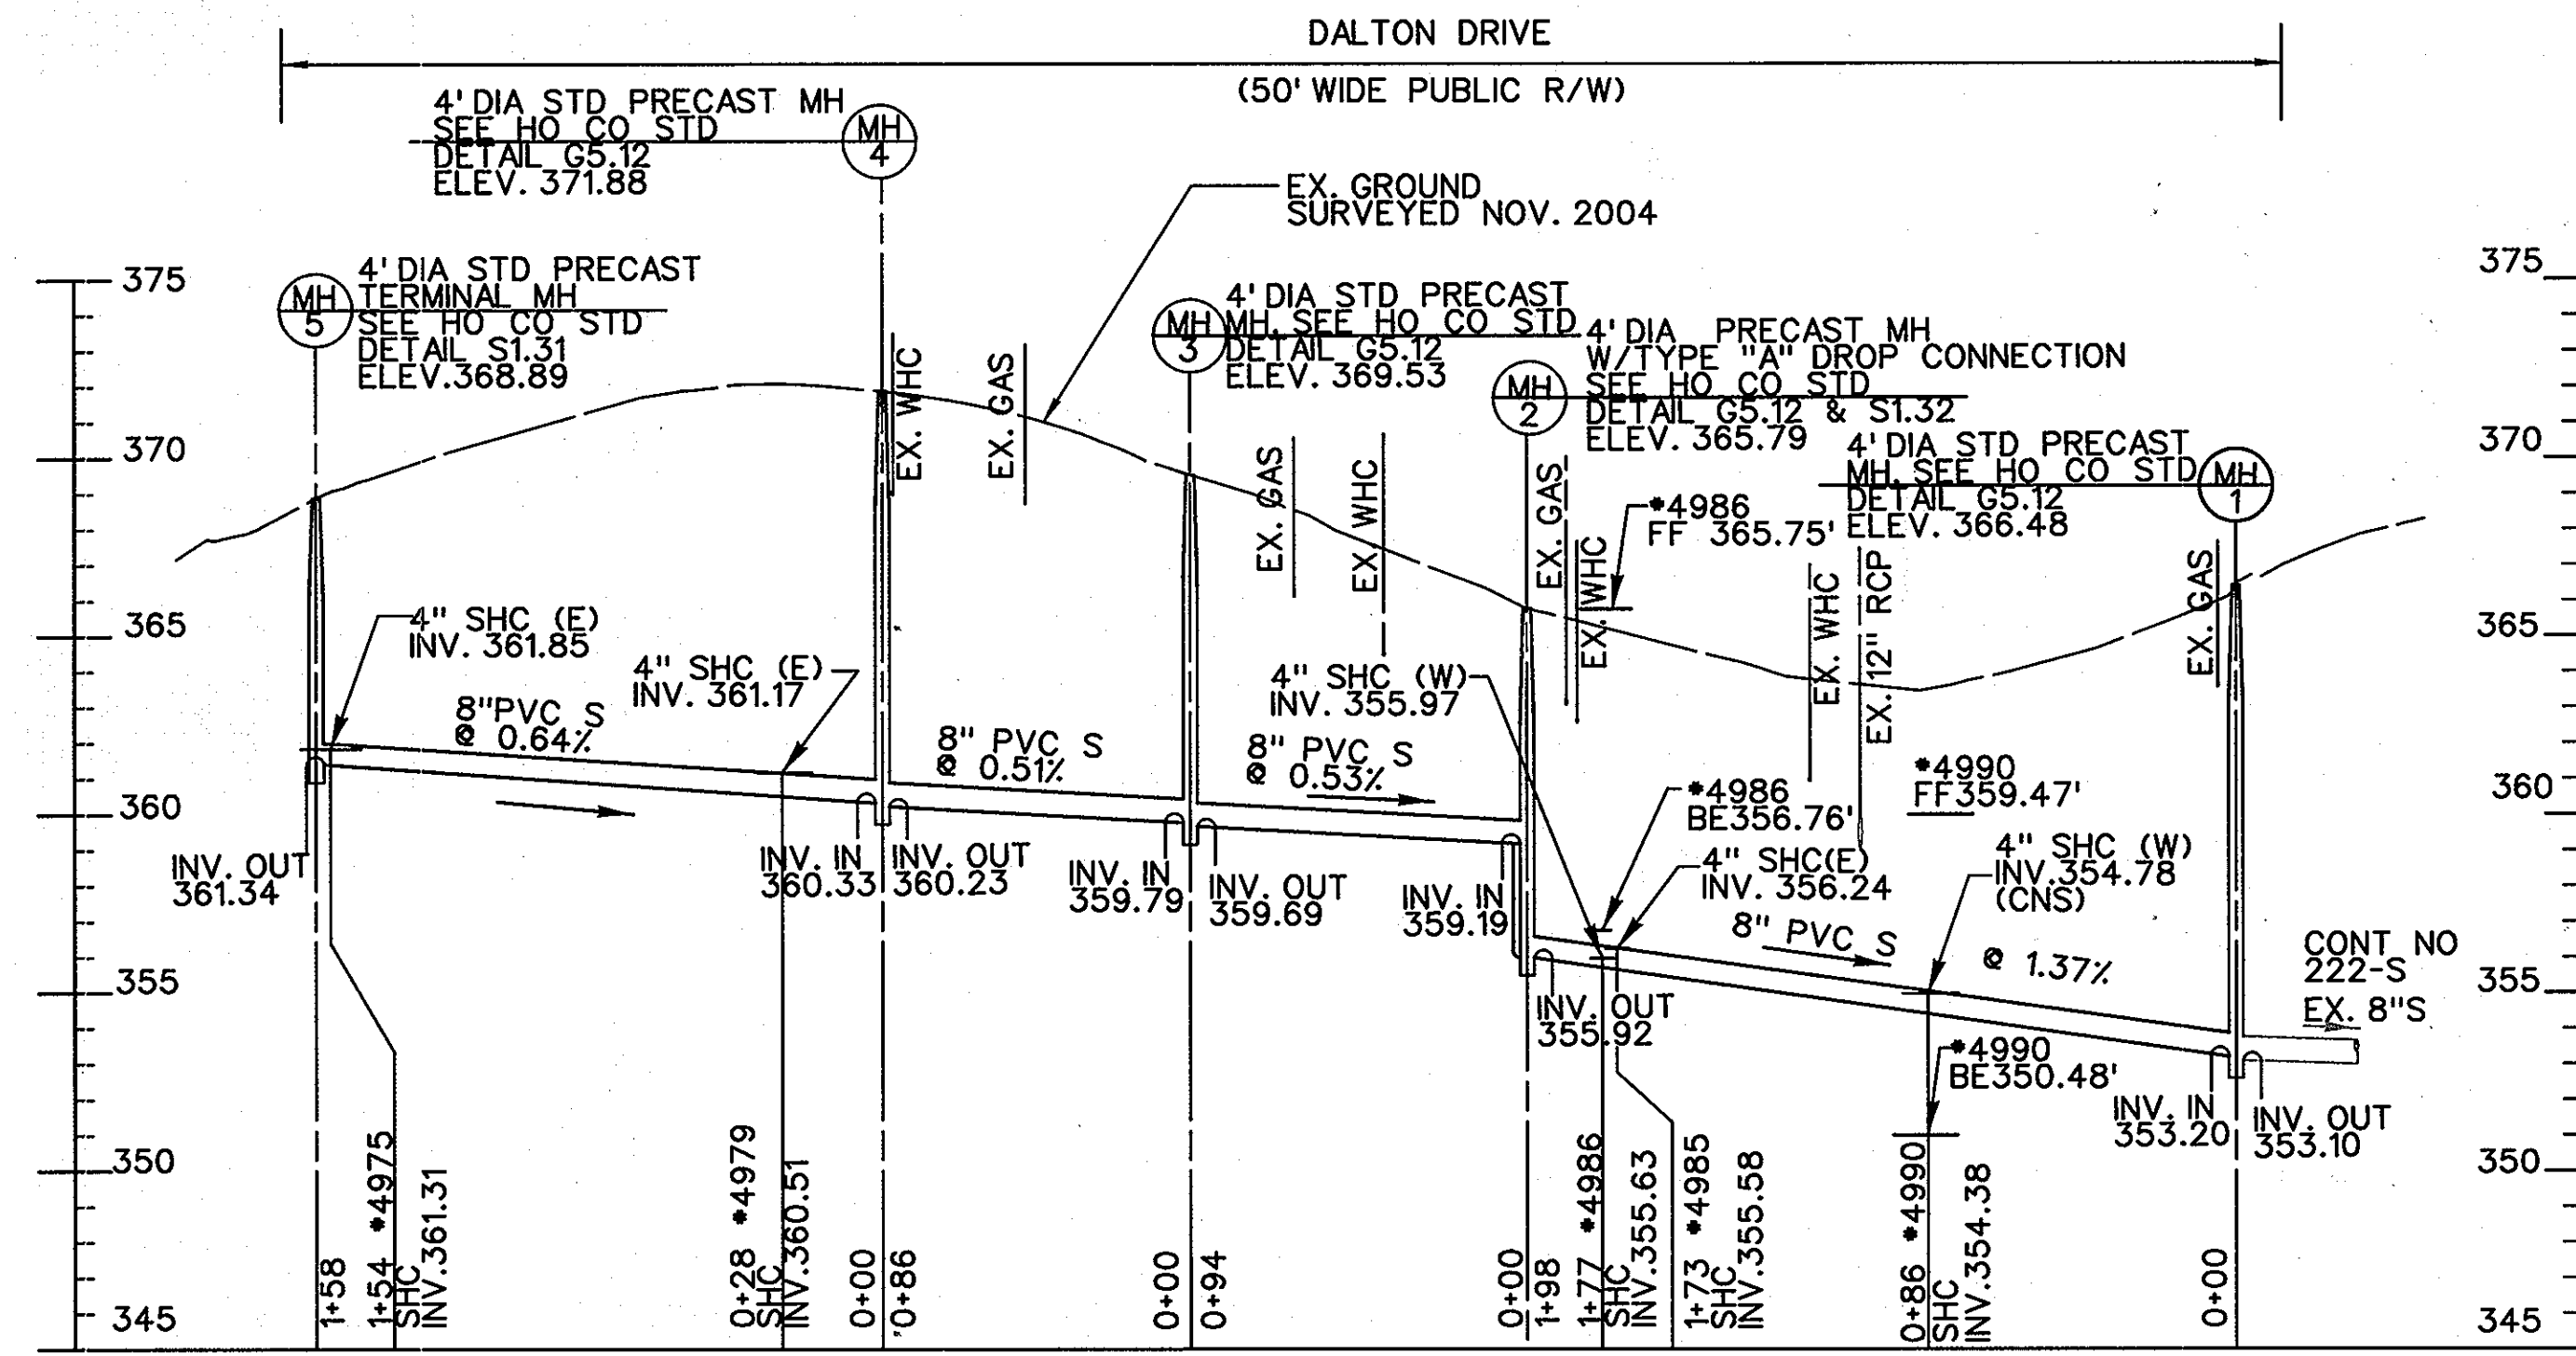 DALTON DRIVE
(50' WIDE PUBLIC R/W)
4' DIA STD PRECAST MH
SEE HO CO STD
DETAIL G5.12
ELEV. 371.88
MH
4
EX. GROUND
SURVEYED NOV. 2004
375
370
365
360
355
350
345
MH
5
4' DIA STD PRECAST
TERMINAL MH
SEE HO CO STD
DETAIL S1.31
ELEV.368.89
EX. WHC
EX. GAS
MH
3
4' DIA STD PRECAST
MH, SEE HO CO STD
DETAIL G5.12
ELEV. 369.53
EX. GAS
EX. WHC
MH
2
4' DIA PRECAST MH
W/TYPE "A" DROP CONNECTION
SEE HO CO STD
DETAIL G5.12 & S1.32
ELEV. 365.79
EX. GAS
EX. WHC
*4986
FF 365.75'
4' DIA STD PRECAST
MH, SEE HO CO STD
DETAIL G5.12
ELEV. 366.48
MH
1
EX. WHC
EX. 12" RCP
EX. GAS
375
370
365
360
355
350
345
4" SHC (E)
INV. 361.85
8"PVC S
@ 0.64%
4" SHC (E)
INV. 361.17
8" PVC S
@ 0.51%
8" PVC S
@ 0.53%
4" SHC (W)
INV. 355.97
*4986
BE356.76'
4" SHC(E)
INV. 356.24
*4990
FF359.47'
4" SHC (W)
INV.354.78
(CNS)
8" PVC S
@ 1.37%
CONT NO
222-S
EX. 8"S
*4990
BE350.48'
INV. OUT
361.34
INV. IN
360.33
INV. OUT
360.23
INV. IN
359.79
INV. OUT
359.69
INV. IN
359.19
INV. OUT
355.92
INV. IN
353.20
INV. OUT
353.10
1+58
1+54 *4975
SHC
INV.361.31
0+28 *4979
SHC
INV.360.51
0+00
0+86
0+00
0+94
0+00
1+98
1+77 *4986
SHC
INV.355.63
1+73 *4985
SHC
INV.355.58
0+86 *4990
SHC
INV.354.38
0+00